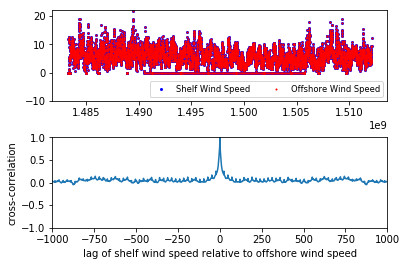 20
10
0
-10
1.485 1.490 1.495 1.500 1.505 1.510
1e9
Shelf Wind Speed Offshore Wind Speed
1.0
0.5
0.0
-0.5
-1.0
cross-correlation
-1000 -750 -500 -250 0 250 500 750 1000
lag of shelf wind speed relative to offshore wind speed